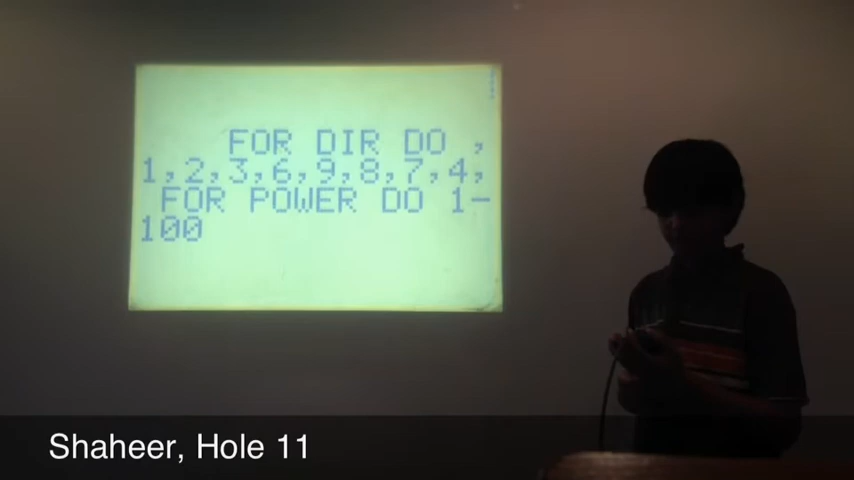 FOR DIR DO ,
1,2,3,6,9,8,7,4,
FOR POWER DO 1-
100
Shaheer, Hole 11